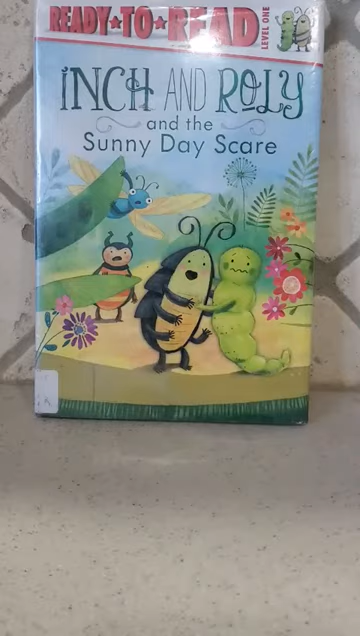 READY★TO★READ
LEVEL ONE
INCH AND ROLY
and the
Sunny Day Scare